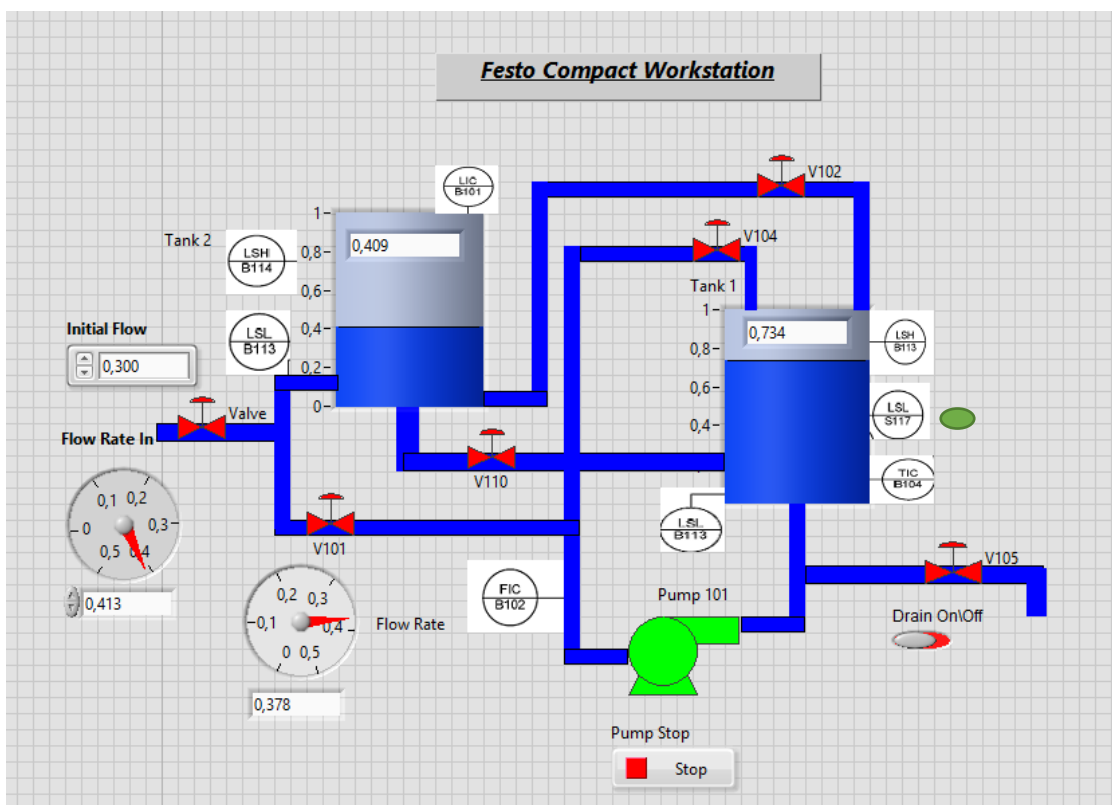 Festo Compact Workstation
V102
LIC
B101
V104
Tank 2
LSH
B114
1
0,8
0,6
0,4
0,2
0
0,409
LSL
B113
Initial Flow
0,300
Tank 1
1
0,8
0,6
0,4
0,734
LSH
B113
LSL
S117
TIC
B104
LSL
B113
Valve
Flow Rate In
V110
V101
0
0,1
0,2
0,3
0,4
0,5
0,413
FIC
B102
0
0,1
0,2
0,3
0,4
0,5
Flow Rate
0,378
Pump 101
V105
Drain On\Off
Pump Stop
Stop